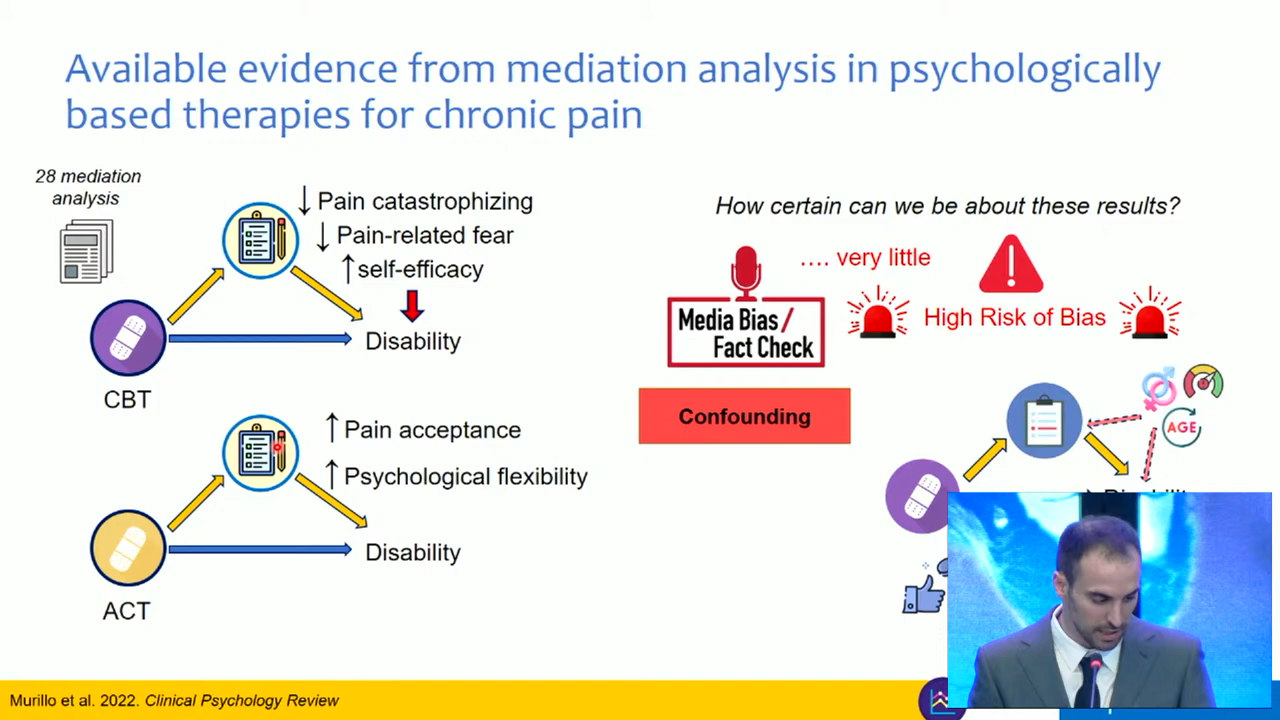 Available evidence from mediation analysis in psychologically
based therapies for chronic pain
28 mediation
analysis
↓ Pain catastrophizing
↓ Pain-related fear
↑ self-efficacy
Disability
CBT
↑ Pain acceptance
↑ Psychological flexibility
Disability
ACT
How certain can we be about these results?
.... very little
High Risk of Bias
Media Bias/
Fact Check
Confounding
AGE
Murillo et al. 2022. Clinical Psychology Review